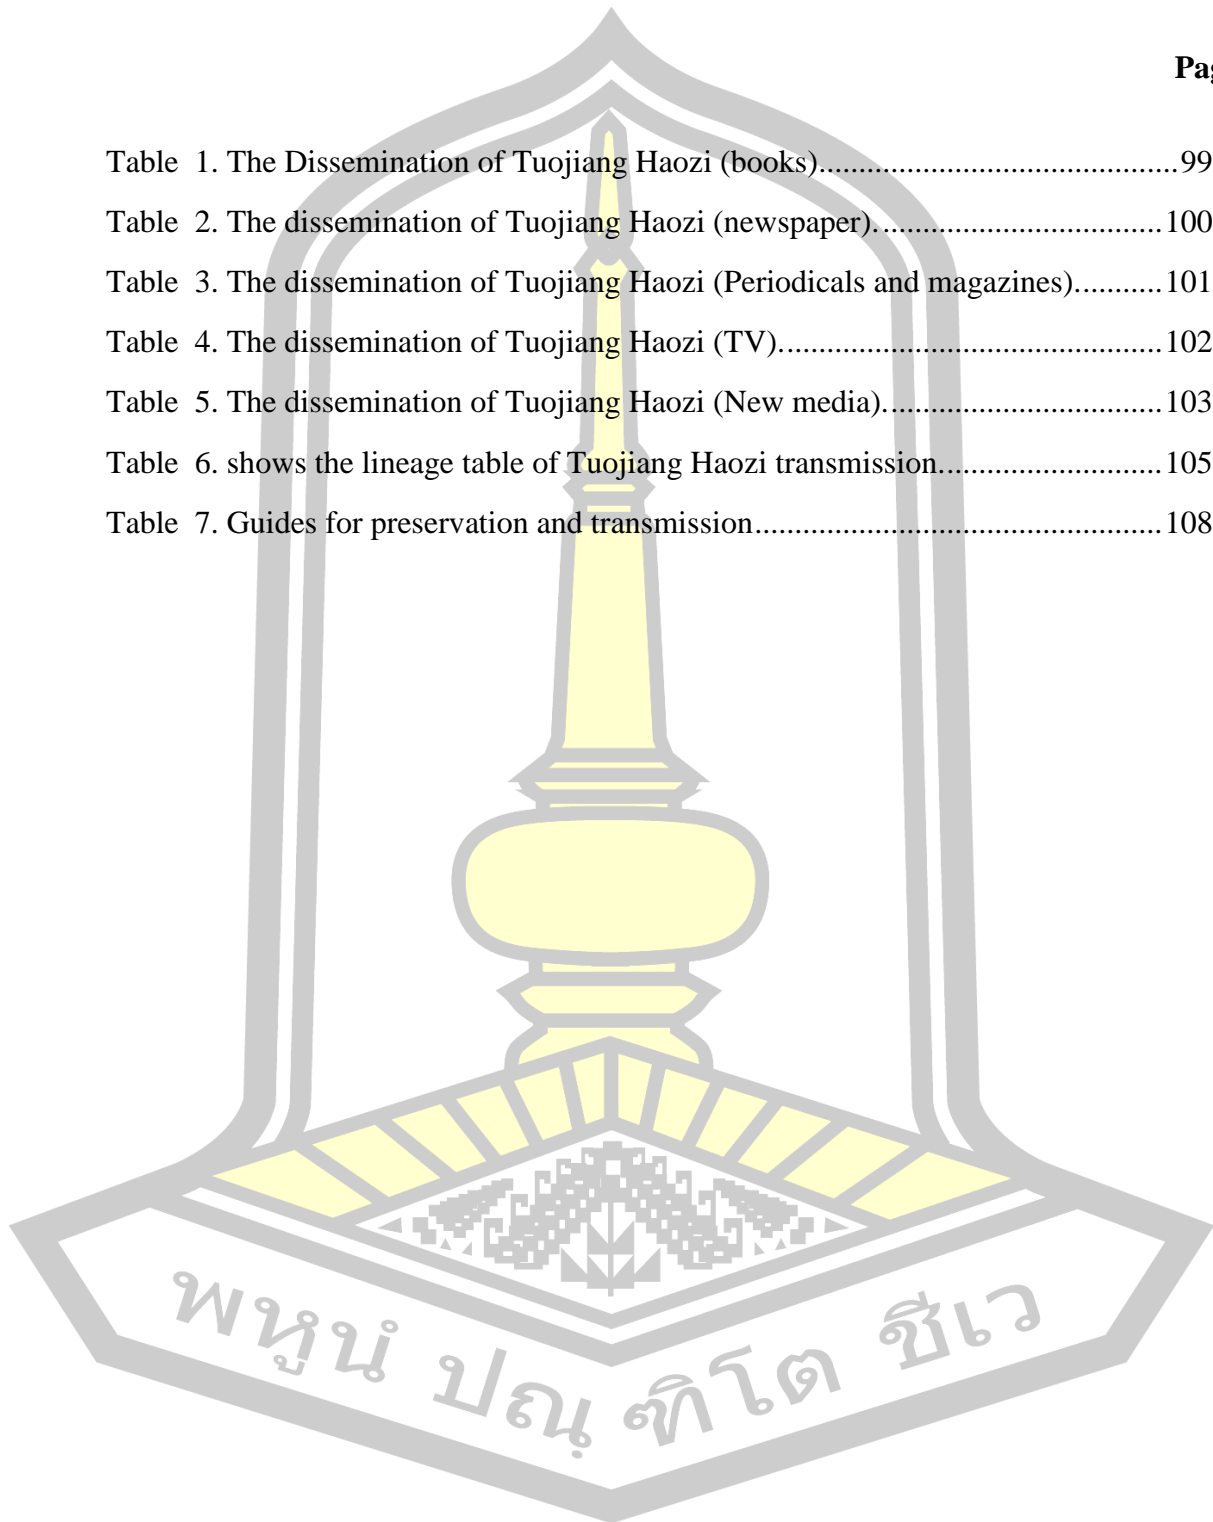 Pag
Table 1. The Dissemination of Tuojiang Haozi (books)............................................99
Table 2. The dissemination of Tuojiang Haozi (newspaper)....................................100
Table 3. The dissemination of Tuojiang Haozi (Periodicals and magazines)...........101
Table 4. The dissemination of Tuojiang Haozi (TV)................................................102
Table 5. The dissemination of Tuojiang Haozi (New media)...................................103
Table 6. shows the lineage table of Tuojiang Haozi transmission............................105
Table 7. Guides for preservation and transmission...................................................108
พหูนํ ปณฺฑิโต ชีเว